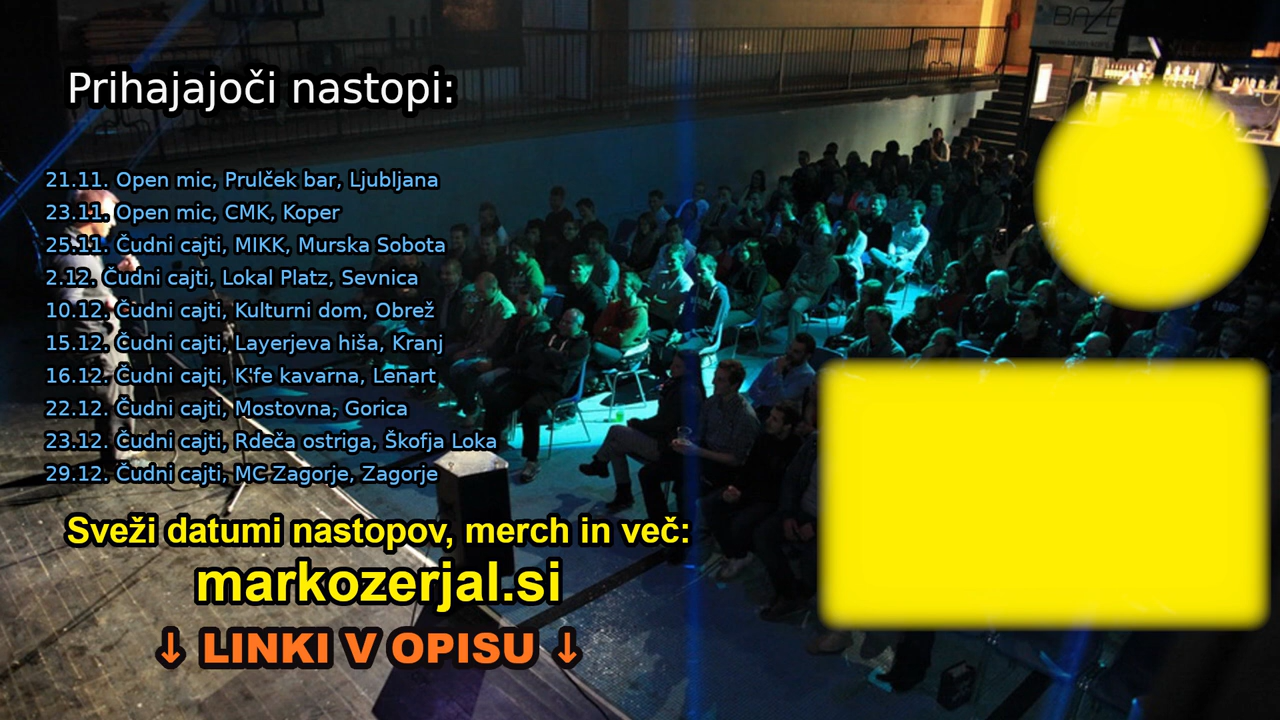 Prihajajoči nastopi:
21.11. Open mic, Prulček bar, Ljubljana
23.11. Open mic, CMK, Koper
25.11. Čudni cajti, MIKK, Murska Sobota
2.12. Čudni cajti, Lokal Platz, Sevnica
10.12. Čudni cajti, Kulturni dom, Obrež
15.12. Čudni cajti, Layerjeva hiša, Kranj
16.12. Čudni cajti, K'fe kavarna, Lenart
22.12. Čudni cajti, Mostovna, Gorica
23.12. Čudni cajti, Rdeča ostriga, Škofja Loka
29.12. Čudni cajti, MC Zagorje, Zagorje
Sveži datumi nastopov, merch in več:
markozerjal.si
↓ LINKI V OPISU ↓